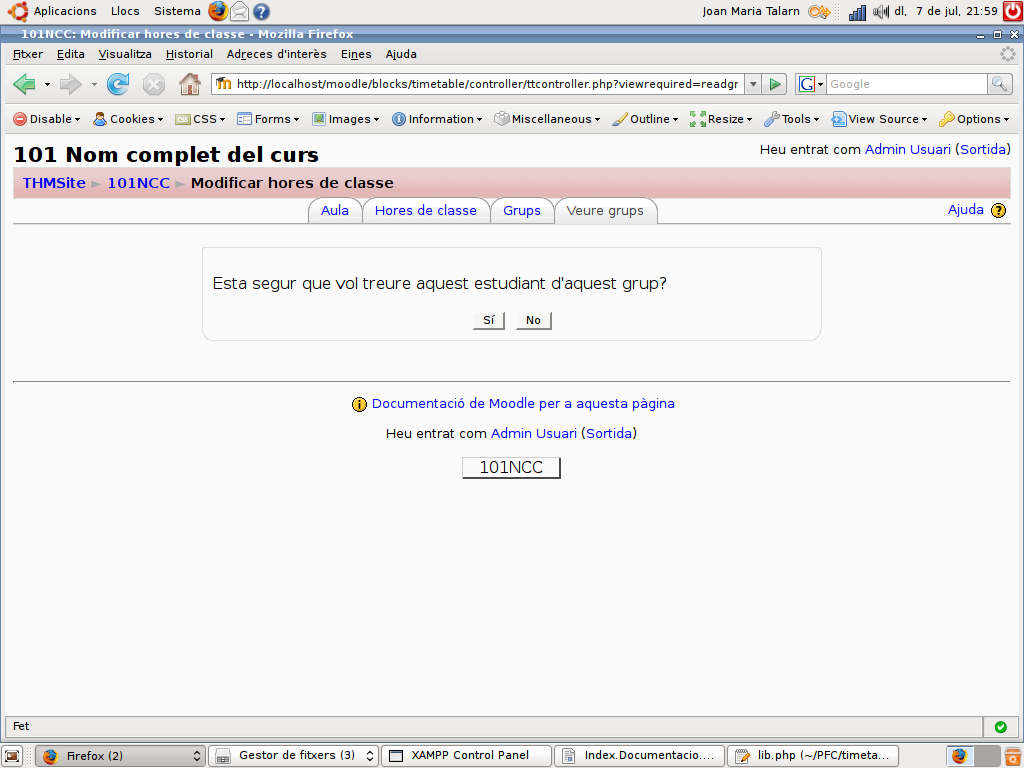 Aplicacions Llocs Sistema Joan Maria Talarn dl, 7 de jul, 21:59
101NCC: Modificar hores de classe - Mozilla Firefox
Fitxer Edita Visualitza Historial Adreces d'interès Eines Ajuda
http://localhost/moodle/blocks/timetable/controller/ttcontroller.php?viewrequired=readgr Google
Disable Cookies CSS Forms Images Information Miscellaneous Outline Resize Tools View Source Options
101 Nom complet del curs
Heu entrat com Admin Usuari (Sortida)
THMSite ► 101NCC ► Modificar hores de classe
Aula Hores de classe Grups Veure grups Ajuda
Esta segur que vol treure aquest estudiant d'aquest grup?
Sí No
Documentació de Moodle per a aquesta pàgina
Heu entrat com Admin Usuari (Sortida)
101NCC
Fet
Firefox (2) Gestor de fitxers (3) XAMPP Control Panel Index.Documentacio.... lib.php (~/PFC/timeta...